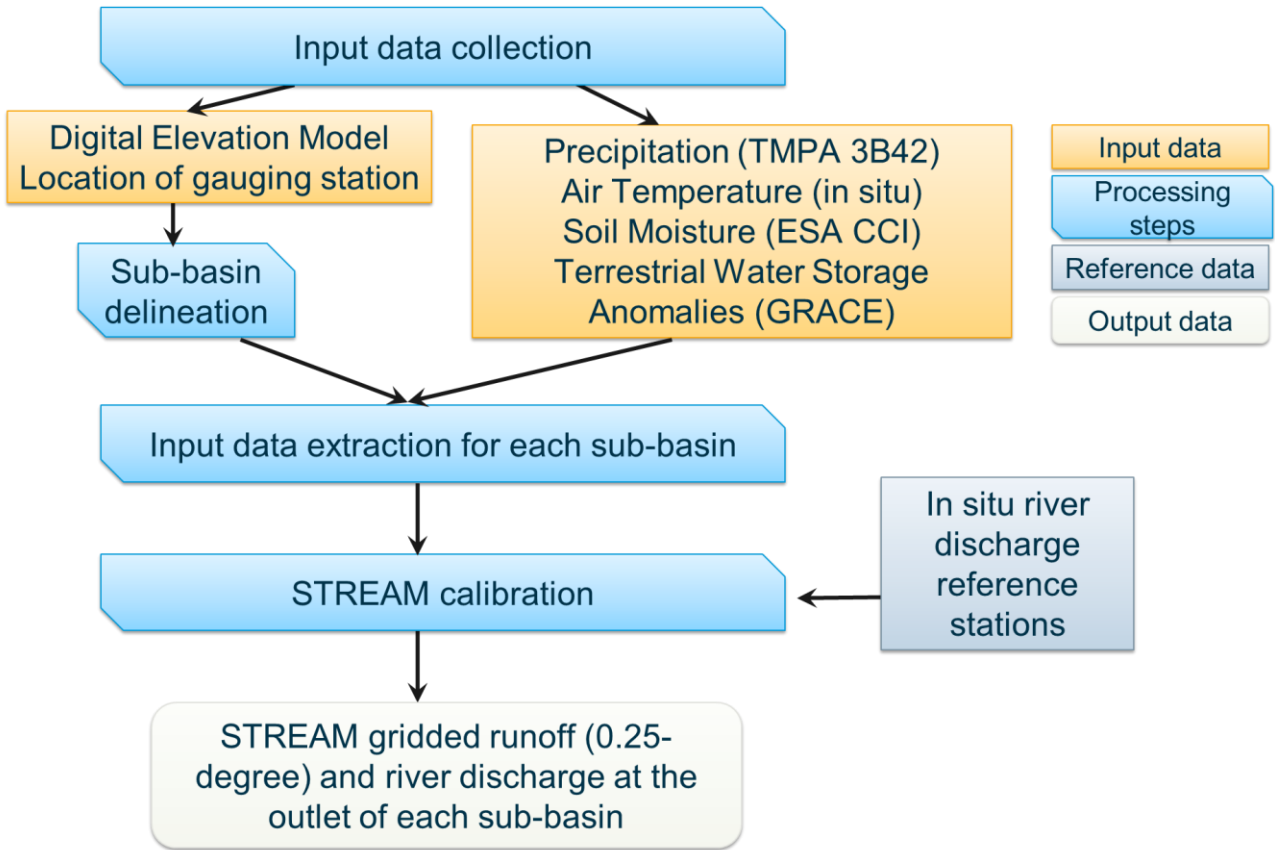 Input data collection
Digital Elevation Model
Location of gauging station
Precipitation (TMPA 3B42)
Air Temperature (in situ)
Soil Moisture (ESA CCI)
Terrestrial Water Storage
Anomalies (GRACE)
Input data
Processing
steps
Reference data
Output data
Sub-basin
delineation
Input data extraction for each sub-basin
In situ river
discharge
reference
stations
STREAM calibration
STREAM gridded runoff (0.25-
degree) and river discharge at the
outlet of each sub-basin